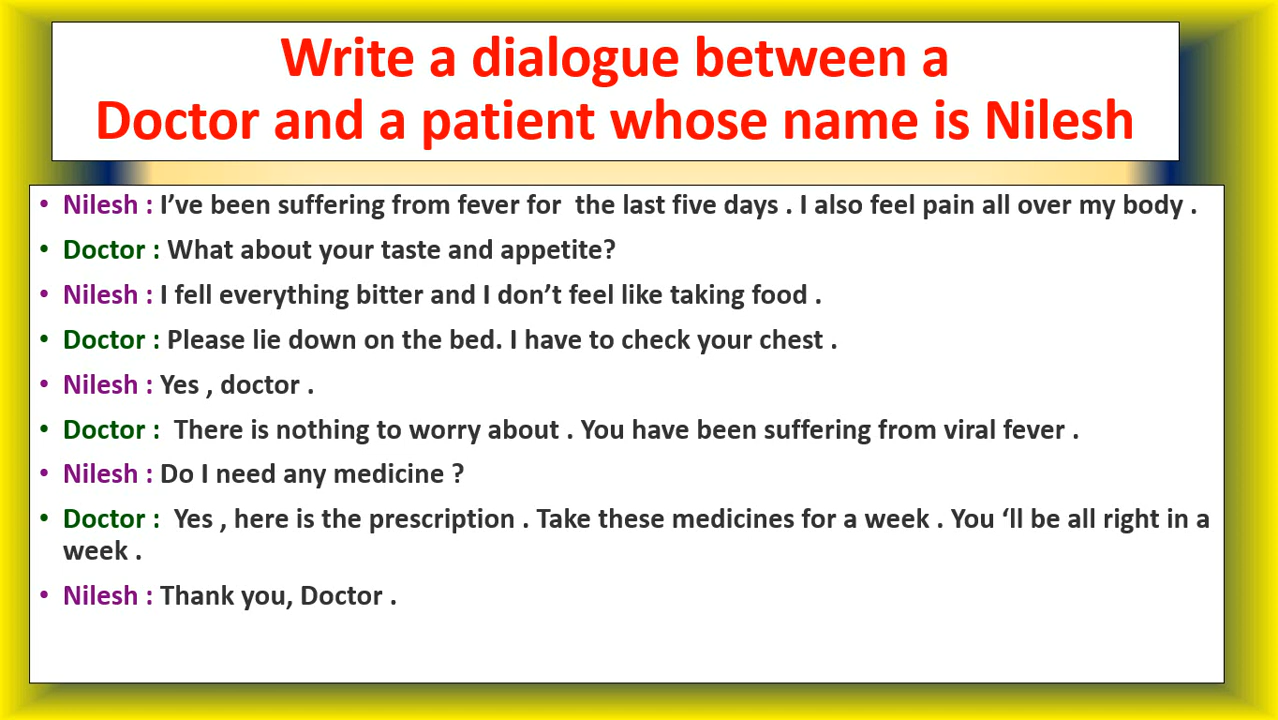 Write a dialogue between a
Doctor and a patient whose name is Nilesh
• Nilesh : I’ve been suffering from fever for  the last five days . I also feel pain all over my body .
• Doctor : What about your taste and appetite?
• Nilesh : I fell everything bitter and I don’t feel like taking food .
• Doctor : Please lie down on the bed. I have to check your chest .
• Nilesh : Yes , doctor .
• Doctor :  There is nothing to worry about . You have been suffering from viral fever .
• Nilesh : Do I need any medicine ?
• Doctor :  Yes , here is the prescription . Take these medicines for a week . You ‘ll be all right in a
week .
• Nilesh : Thank you, Doctor .